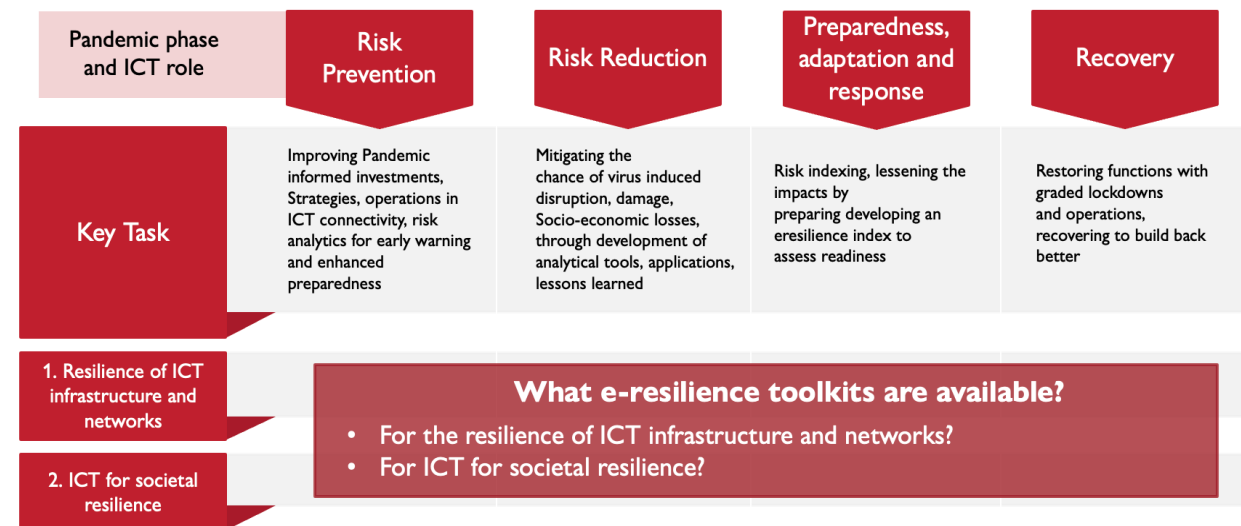 Pandemic phase
and ICT role
Risk
Prevention
Risk Reduction
Preparedness,
adaptation and
response
Recovery
Key Task
Improving Pandemic
informed investments,
Strategies, operations in
ICT connectivity, risk
analytics for early warning
and enhanced
preparedness
Mitigating the
chance of virus induced
disruption, damage,
Socio-economic losses,
through development of
analytical tools, applications,
lessons learned
Risk indexing, lessening the
impacts by
preparing developing an
eresilience index to
assess readiness
Restoring functions with
graded lockdowns
and operations,
recovering to build back
better
1. Resilience of ICT
infrastructure and
networks
What e-resilience toolkits are available?
• For the resilience of ICT infrastructure and networks?
• For ICT for societal resilience?
2. ICT for societal
resilience